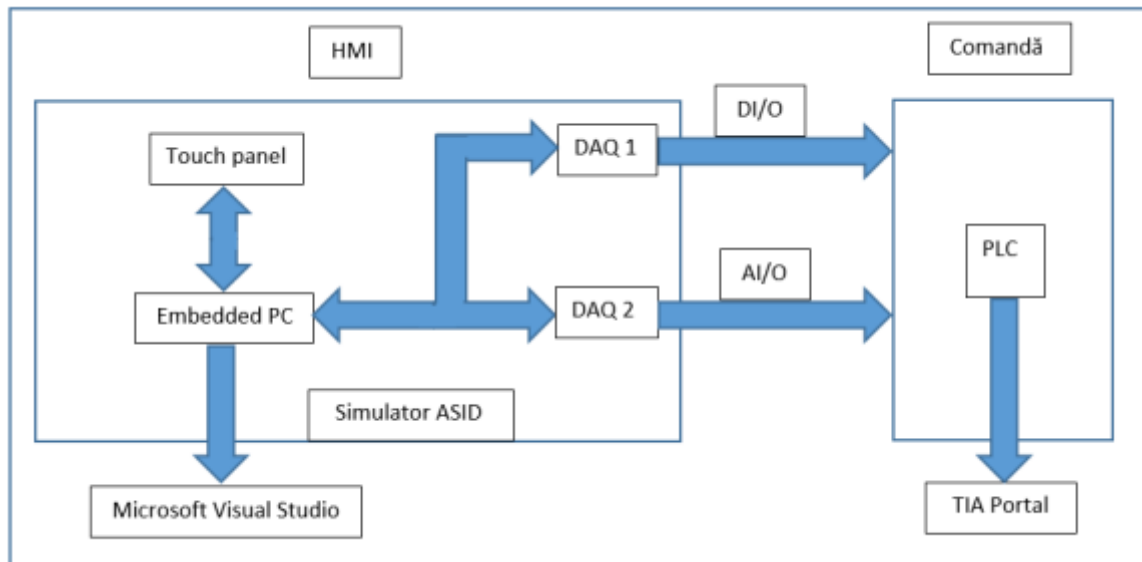 HMI
Comandă
DI/O
DAQ 1
Touch panel
PLC
AI/O
Embedded PC
DAQ 2
Simulator ASID
Microsoft Visual Studio
TIA Portal